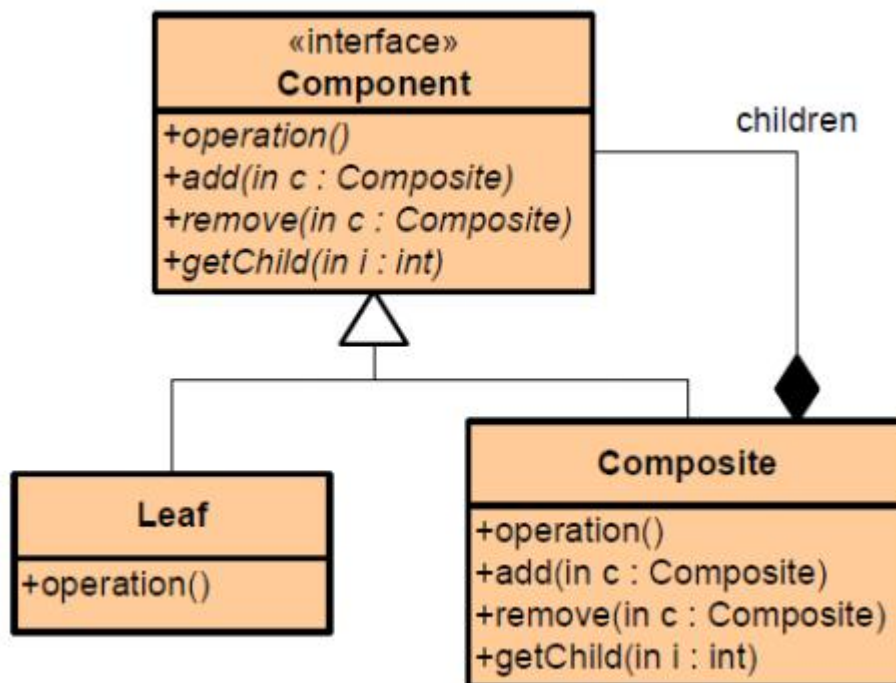 «interface»
Component
+operation()
+add(in c : Composite)
+remove(in c : Composite)
+getChild(in i : int)
children
Leaf
+operation()
Composite
+operation()
+add(in c : Composite)
+remove(in c : Composite)
+getChild(in i : int)